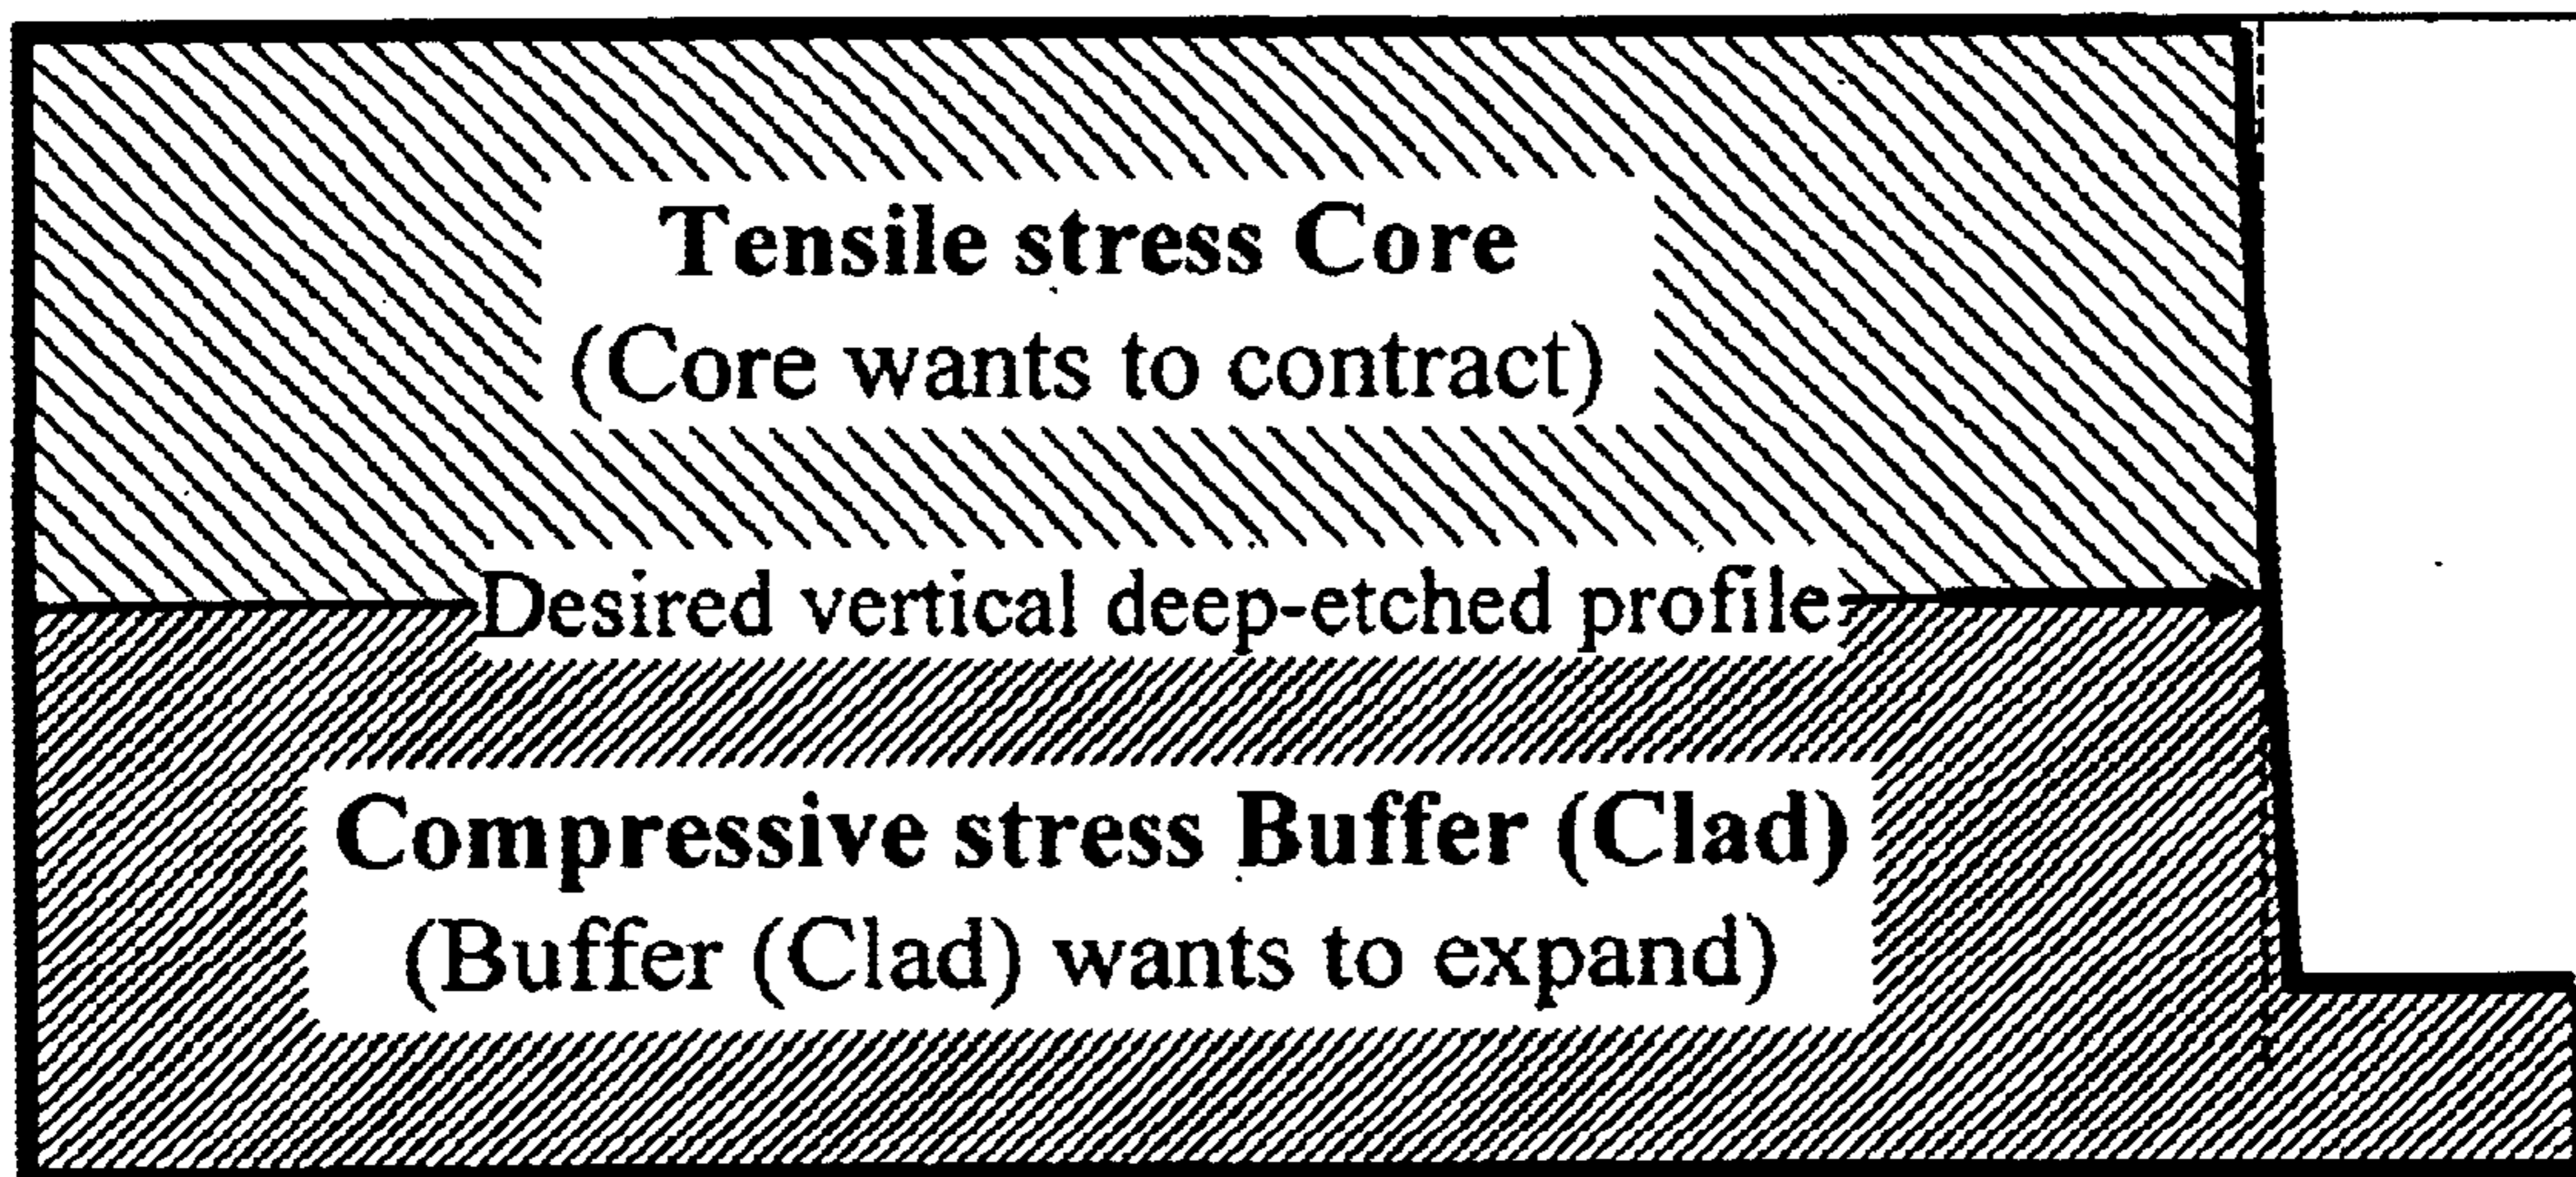 Tensile stress Core
(Core wants to contract)
Desired vertical deep-etched profile
Compressive stress Buffer (Clad)
(Buffer (Clad) wants to expand)